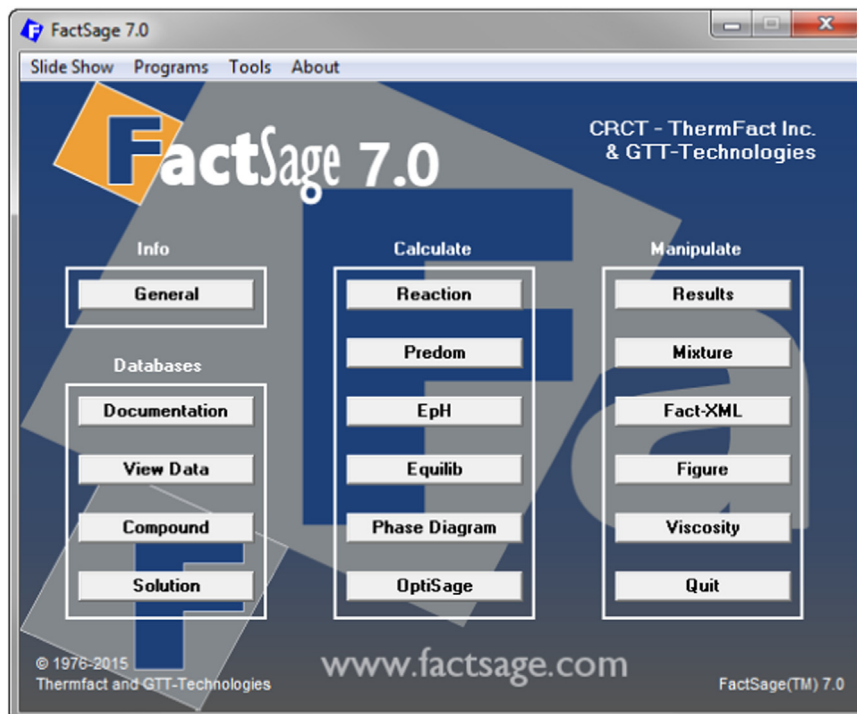 FactSage 7.0
Slide Show Programs Tools About
FactSage 7.0
CRCT - ThermFact Inc.
& GTT-Technologies
Info
General
Databases
Documentation
View Data
Compound
Solution
Calculate
Reaction
Predom
EpH
Equilib
Phase Diagram
OptiSage
Manipulate
Results
Mixture
Fact-XML
Figure
Viscosity
Quit
© 1976-2015
Thermfact and GTT-Technologies
www.factsage.com
FactSage(TM) 7.0